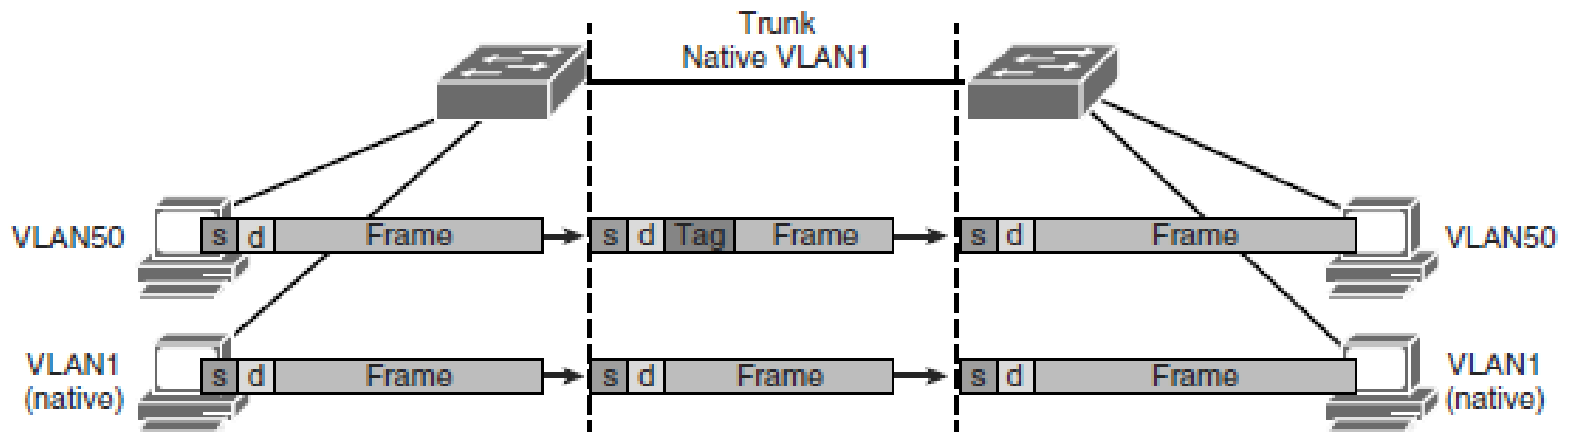 Trunk
Native VLAN1
VLAN50
s d Frame
s d Tag Frame
s d Frame
VLAN50
VLAN1
(native)
s d Frame
s d Frame
s d Frame
VLAN1
(native)